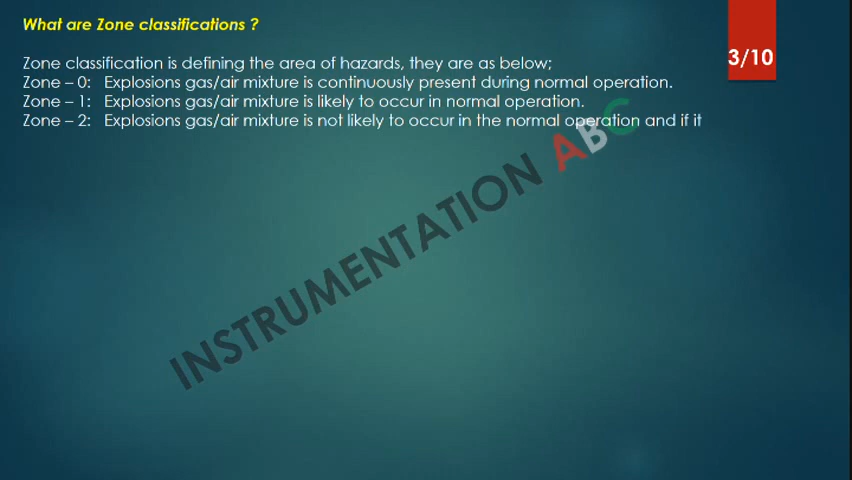 What are Zone classifications ?
3/10
Zone classification is defining the area of hazards, they are as below;
Zone – 0: Explosions gas/air mixture is continuously present during normal operation.
Zone – 1: Explosions gas/air mixture is likely to occur in normal operation.
Zone – 2: Explosions gas/air mixture is not likely to occur in the normal operation and if it
INSTRUMENTATION ABC